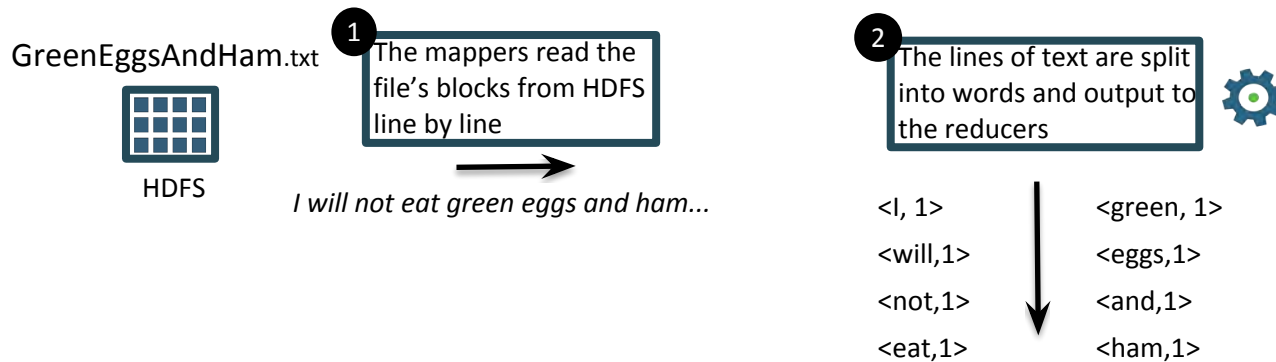 GreenEggsAndHam.txt
HDFS
1
The mappers read the
file’s blocks from HDFS
line by line
I will not eat green eggs and ham...
2
The lines of text are split
into words and output to
the reducers
<I, 1>
<will,1>
<not,1>
<eat,1>
<green, 1>
<eggs,1>
<and,1>
<ham,1>